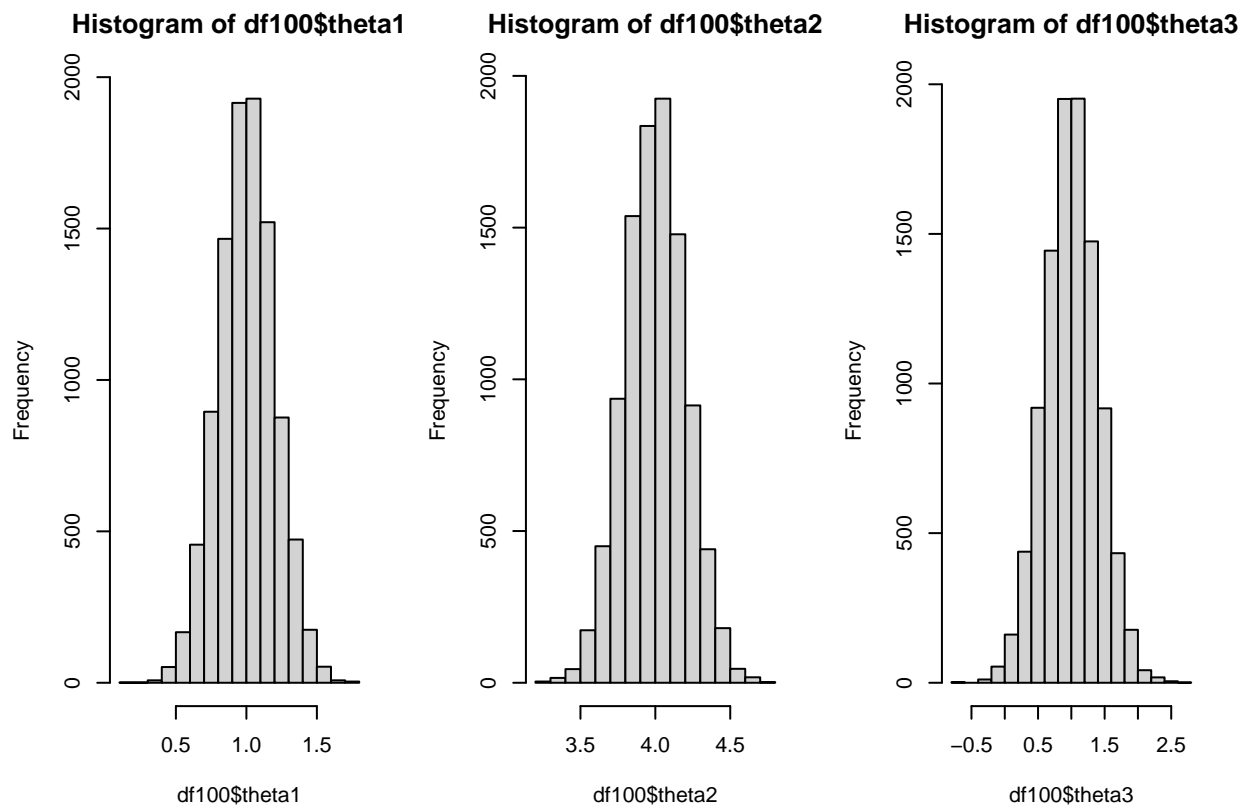 Histogram of df100$theta1
Frequency
2000
1500
1000
500
0
0.5 1.0 1.5
df100$theta1
Histogram of df100$theta2
Frequency
2000
1500
1000
500
0
3.5 4.0 4.5
df100$theta2
Histogram of df100$theta3
Frequency
2000
1500
1000
500
0
−0.5 0.5 1.5 2.5
df100$theta3